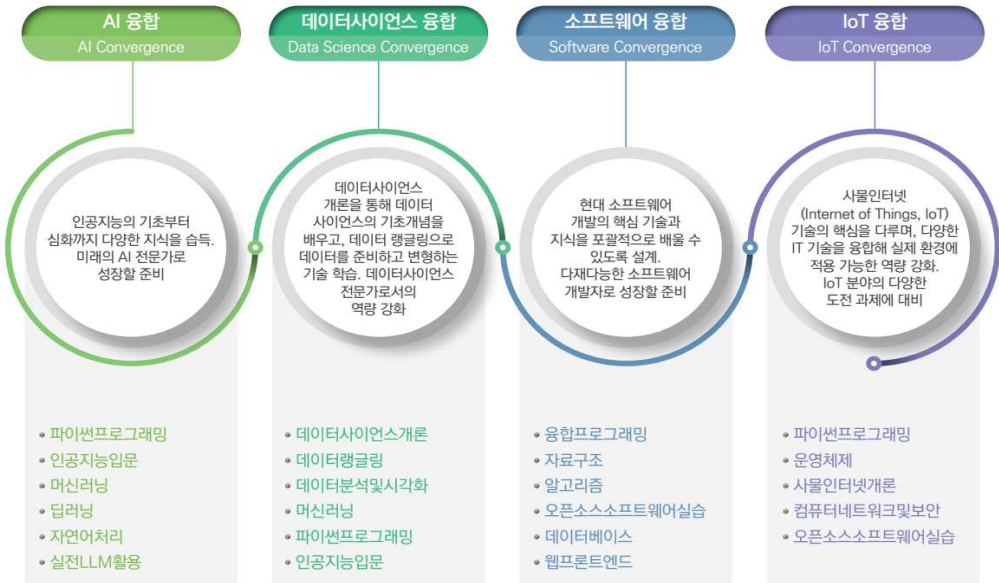 AI 융합
AI Convergence
인공지능의 기초부터
심화까지 다양한 지식을 습득.
미래의 AI 전문가로
성장할 준비
• 파이썬프로그래밍
• 인공지능입문
• 머신러닝
• 딥러닝
• 자연어처리
• 실전LLM활용
데이터사이언스 융합
Data Science Convergence
데이터사이언스
개론을 통해 데이터
사이언스의 기초개념을
배우고, 데이터 랭글링으로
데이터를 준비하고 변형하는
기술 학습. 데이터사이언스
전문가로서의
역량 강화
• 데이터사이언스개론
• 데이터랭글링
• 데이터분석및시각화
• 머신러닝
• 파이썬프로그래밍
• 인공지능입문
소프트웨어 융합
Software Convergence
현대 소프트웨어
개발의 핵심 기술과
지식을 포괄적으로 배울 수
있도록 설계.
다재다능한 소프트웨어
개발자로 성장할 준비
• 융합프로그래밍
• 자료구조
• 알고리즘
• 오픈소스소프트웨어실습
• 데이터베이스
• 웹프론트엔드
IoT 융합
IoT Convergence
사물인터넷
(Internet of Things, IoT)
기술의 핵심을 다루며, 다양한
IT 기술을 융합해 실제 환경에
적용 가능한 역량 강화.
IoT 분야의 다양한
도전 과제에 대비
• 파이썬프로그래밍
• 운영체제
• 사물인터넷개론
• 컴퓨터네트워크및보안
• 오픈소스소프트웨어실습